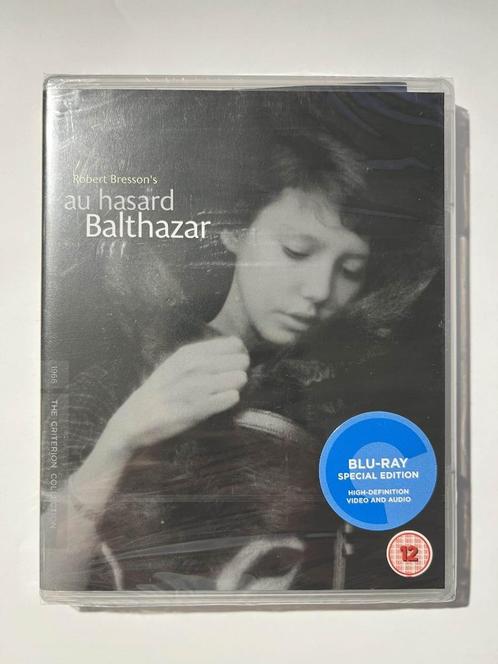 Robert Bresson's
au hasard
Balthazar
1966 THE CRITERION COLLECTION
BLU-RAY
SPECIAL EDITION
HIGH-DEFINITION
VIDEO AND AUDIO
12